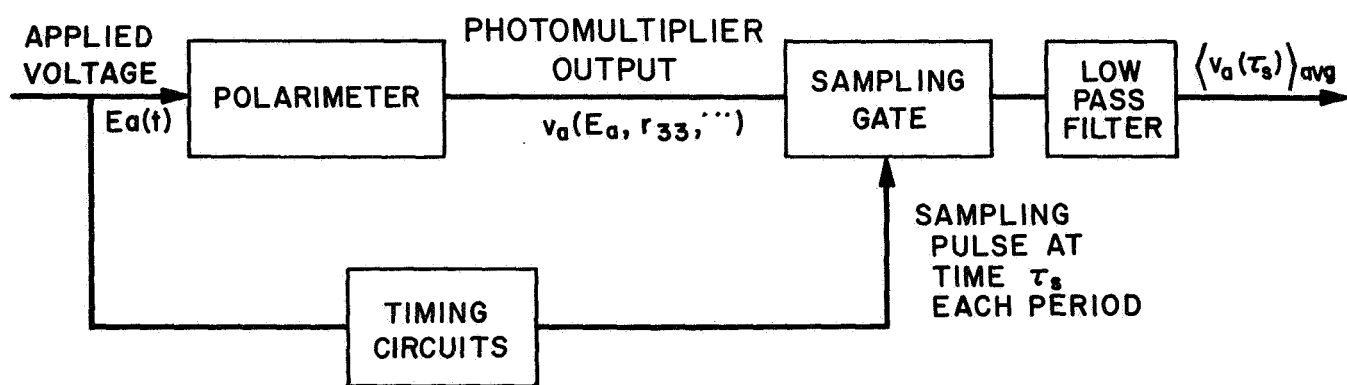 APPLIED
VOLTAGE
Ea(t)
POLARIMETER
PHOTOMULTIPLIER
OUTPUT
va(Ea, r33, ...)
SAMPLING
GATE
LOW
PASS
FILTER
⟨va(τs)⟩avg
SAMPLING
PULSE AT
TIME τs
EACH PERIOD
TIMING
CIRCUITS